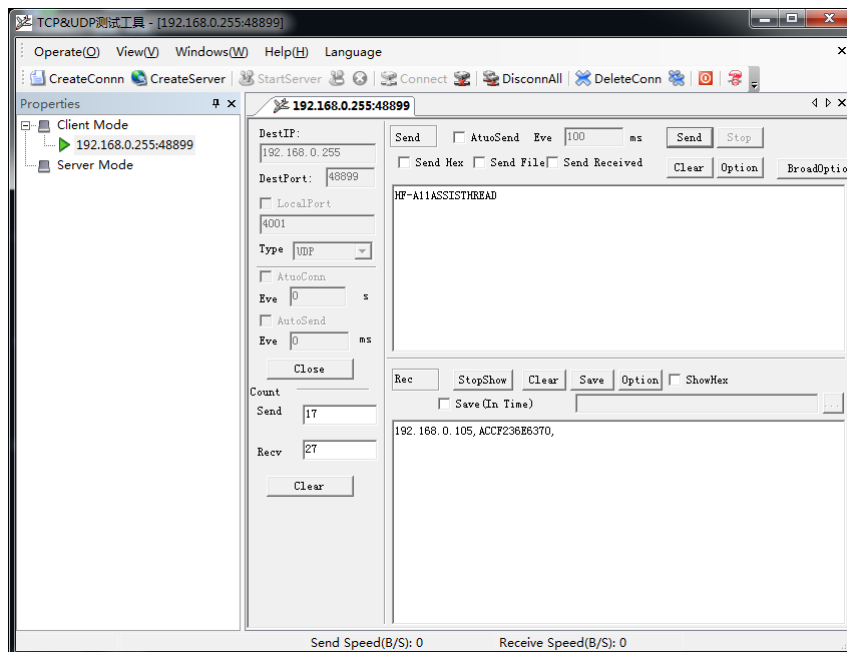 TCP&UDP测试工具 - [192.168.0.255:48899]
Operate(O) View(V) Windows(W) Help(H) Language
CreateConnn CreateServer StartServer Connect DisconnAll DeleteConn
Properties
Client Mode
192.168.0.255:48899
Server Mode
192.168.0.255:48899
DestIP:
192.168.0.255
DestPort: 48899
LocalPort
4001
Type UDP
AtuoConn
Eve 0 s
AutoSend
Eve 0 ms
Close
Count
Send 17
Recv 27
Clear
Send AtuoSend Eve 100 ms Send Stop
Send Hex Send File Send Received Clear Option BroadOptio
HF-A11ASSISTHREAD
Rec StopShow Clear Save Option ShowHex
Save(In Time) ...
192.168.0.105,ACCF236E6370,
Send Speed(B/S): 0 Receive Speed(B/S): 0